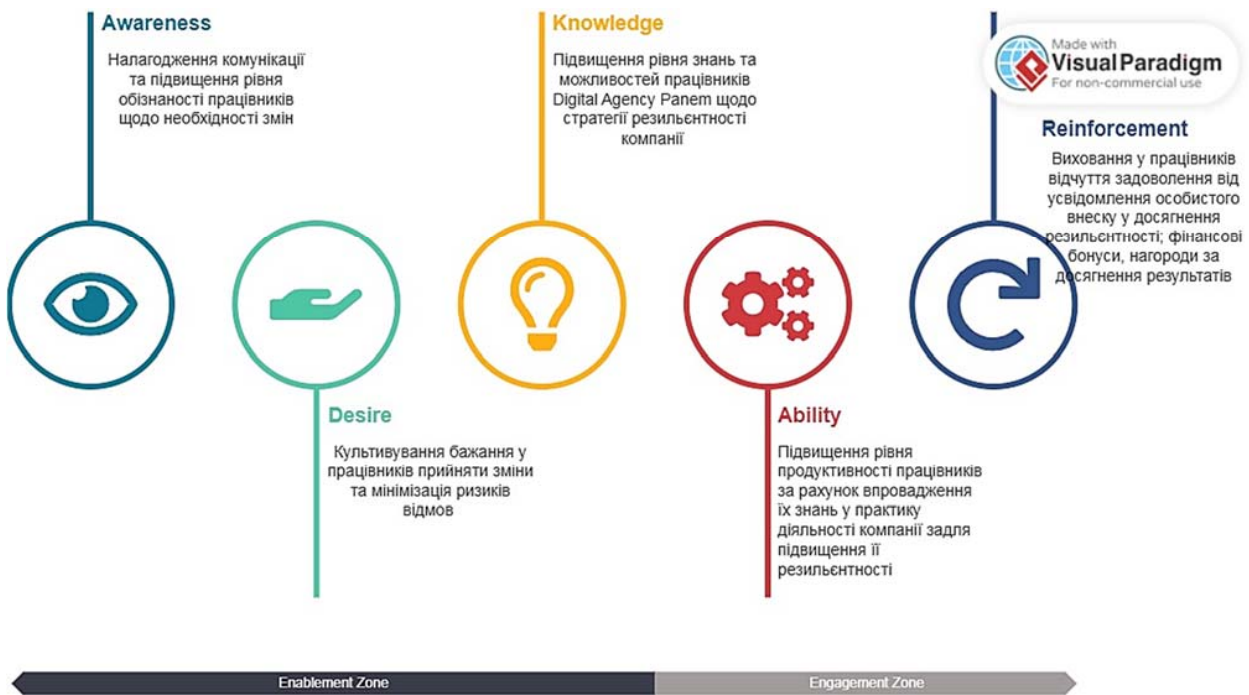 Awareness
Налагодження комунікації
та підвищення рівня
обізнаності працівників
щодо необхідності змін
Knowledge
Підвищення рівня знань та
можливостей працівників
Digital Agency Panem щодо
стратегії резильєнтності
компанії
Made with
Visual Paradigm
For non-commercial use
Reinforcement
Виховання у працівників
відчуття задоволення від
усвідомлення особистого
внеску у досягнення
резильєнтності; фінансові
бонуси, нагороди за
досягнення результатів
Desire
Культивування бажання у
працівників прийняти зміни
та мінімізація ризиків
відмов
Ability
Підвищення рівня
продуктивності працівників
за рахунок впровадження
їх знань у практику
діяльності компанії задля
підвищення її
резильєнтності
Enablement Zone
Engagement Zone